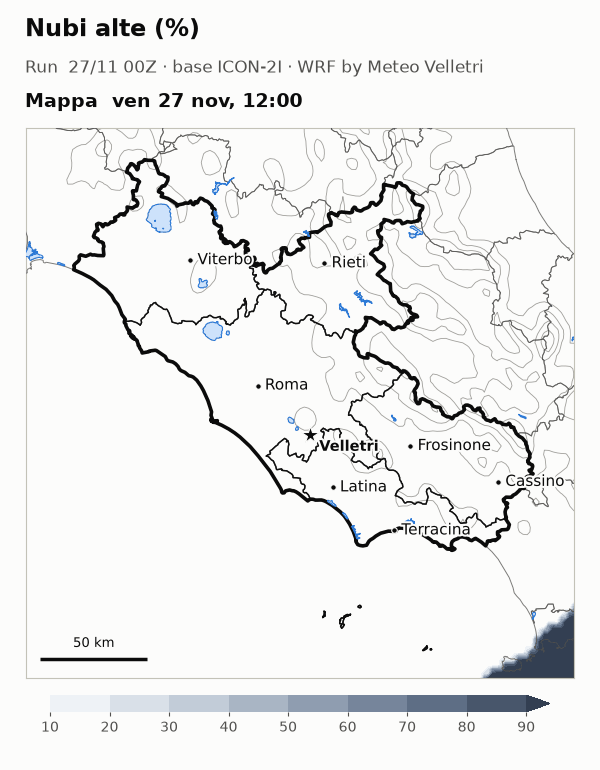 Nubi alte (%)
Run  27/11 00Z · base ICON-2I · WRF by Meteo Velletri
Mappa  ven 27 nov, 12:00
Viterbo
Rieti
Roma
Velletri
Frosinone
Latina
Cassino
Terracina
50 km
10 20 30 40 50 60 70 80 90